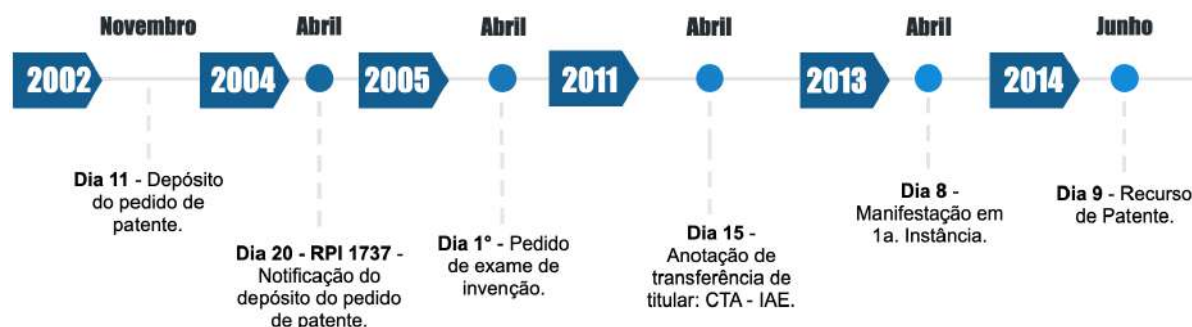 Novembro
Abril
Abril
Abril
Abril
Junho
2002
2004
2005
2011
2013
2014
Dia 11 - Depósito
do pedido de
patente.
Dia 20 - RPI 1737 -
Notificação do
depósito do pedido
de patente.
Dia 1° - Pedido
de exame de
invenção.
Dia 15 -
Anotação de
transferência de
titular: CTA - IAE.
Dia 8 -
Manifestação em
1a. Instância.
Dia 9 - Recurso
de Patente.